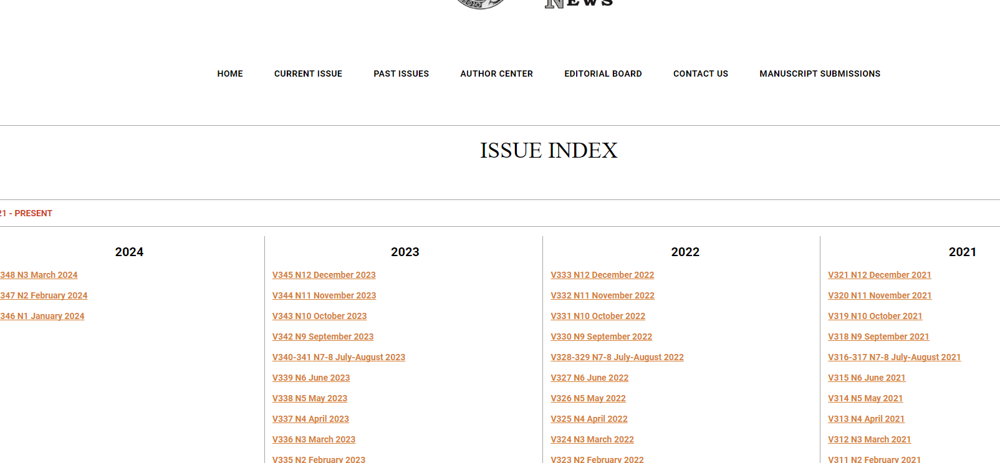 NEWS
HOME CURRENT ISSUE PAST ISSUES AUTHOR CENTER EDITORIAL BOARD CONTACT US MANUSCRIPT SUBMISSIONS
ISSUE INDEX
21 - PRESENT
2024
348 N3 March 2024
347 N2 February 2024
346 N1 January 2024
2023
V345 N12 December 2023
V344 N11 November 2023
V343 N10 October 2023
V342 N9 September 2023
V340-341 N7-8 July-August 2023
V339 N6 June 2023
V338 N5 May 2023
V337 N4 April 2023
V336 N3 March 2023
V335 N2 February 2023
2022
V333 N12 December 2022
V332 N11 November 2022
V331 N10 October 2022
V330 N9 September 2022
V328-329 N7-8 July-August 2022
V327 N6 June 2022
V326 N5 May 2022
V325 N4 April 2022
V324 N3 March 2022
V323 N2 February 2022
2021
V321 N12 December 2021
V320 N11 November 2021
V319 N10 October 2021
V318 N9 September 2021
V316-317 N7-8 July-August 2021
V315 N6 June 2021
V314 N5 May 2021
V313 N4 April 2021
V312 N3 March 2021
V311 N2 February 2021